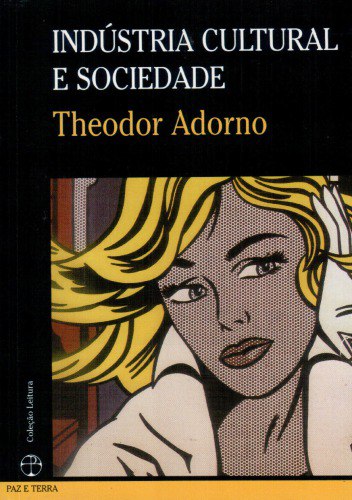 INDÚSTRIA CULTURAL
E SOCIEDADE
Theodor Adorno
Coleção Leitura
PAZ E TERRA